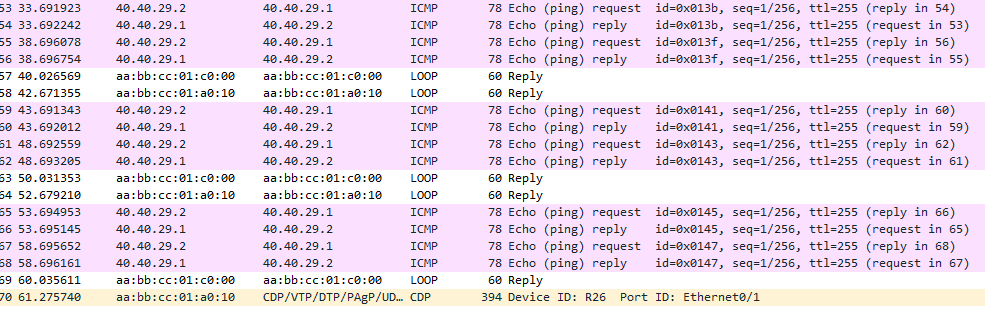 53 33.691923 40.40.29.2 40.40.29.1 ICMP 78 Echo (ping) request id=0x013b, seq=1/256, ttl=255 (reply in 54)
54 33.692242 40.40.29.1 40.40.29.2 ICMP 78 Echo (ping) reply id=0x013b, seq=1/256, ttl=255 (request in 53)
55 38.696078 40.40.29.2 40.40.29.1 ICMP 78 Echo (ping) request id=0x013f, seq=1/256, ttl=255 (reply in 56)
56 38.696754 40.40.29.1 40.40.29.2 ICMP 78 Echo (ping) reply id=0x013f, seq=1/256, ttl=255 (request in 55)
57 40.026569 aa:bb:cc:01:c0:00 aa:bb:cc:01:c0:00 LOOP 60 Reply
58 42.671355 aa:bb:cc:01:a0:10 aa:bb:cc:01:a0:10 LOOP 60 Reply
59 43.691343 40.40.29.2 40.40.29.1 ICMP 78 Echo (ping) request id=0x0141, seq=1/256, ttl=255 (reply in 60)
60 43.692012 40.40.29.1 40.40.29.2 ICMP 78 Echo (ping) reply id=0x0141, seq=1/256, ttl=255 (request in 59)
61 48.692559 40.40.29.2 40.40.29.1 ICMP 78 Echo (ping) request id=0x0143, seq=1/256, ttl=255 (reply in 62)
62 48.693205 40.40.29.1 40.40.29.2 ICMP 78 Echo (ping) reply id=0x0143, seq=1/256, ttl=255 (request in 61)
63 50.031353 aa:bb:cc:01:c0:00 aa:bb:cc:01:c0:00 LOOP 60 Reply
64 52.679210 aa:bb:cc:01:a0:10 aa:bb:cc:01:a0:10 LOOP 60 Reply
65 53.694953 40.40.29.2 40.40.29.1 ICMP 78 Echo (ping) request id=0x0145, seq=1/256, ttl=255 (reply in 66)
66 53.695145 40.40.29.1 40.40.29.2 ICMP 78 Echo (ping) reply id=0x0145, seq=1/256, ttl=255 (request in 65)
67 58.695652 40.40.29.2 40.40.29.1 ICMP 78 Echo (ping) request id=0x0147, seq=1/256, ttl=255 (reply in 68)
68 58.696161 40.40.29.1 40.40.29.2 ICMP 78 Echo (ping) reply id=0x0147, seq=1/256, ttl=255 (request in 67)
69 60.035611 aa:bb:cc:01:c0:00 aa:bb:cc:01:c0:00 LOOP 60 Reply
70 61.275740 aa:bb:cc:01:a0:10 CDP/VTP/DTP/PAgP/UD… CDP 394 Device ID: R26 Port ID: Ethernet0/1